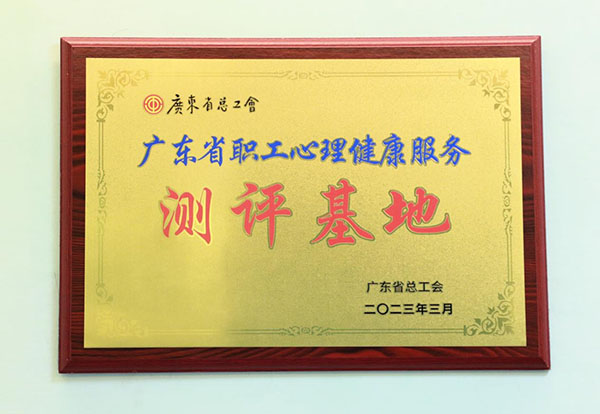 廣東省总工會
广东省职工心理健康服务
测评基地
广东省总工会
二〇二三年三月